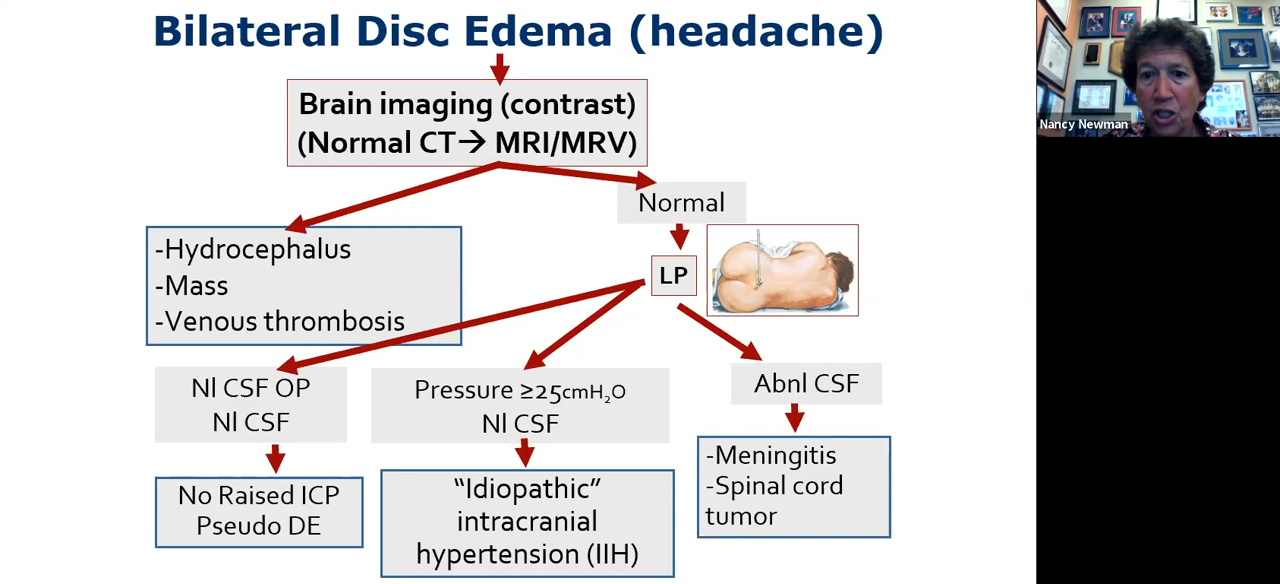 Bilateral Disc Edema (headache)
Brain imaging (contrast)
(Normal CT→ MRI/MRV)
Nancy Newman
Normal
-Hydrocephalus
-Mass
-Venous thrombosis
LP
Nl CSF OP
Nl CSF
Pressure ≥25cmH₂O
Nl CSF
Abnl CSF
No Raised ICP
Pseudo DE
“Idiopathic”
intracranial
hypertension (IIH)
-Meningitis
-Spinal cord
tumor